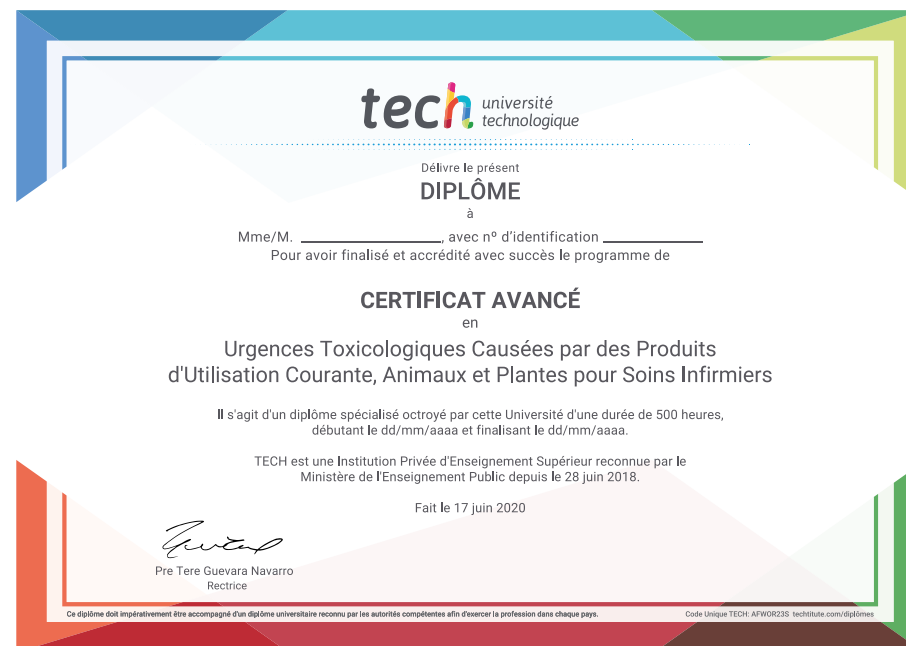 tech université
technologique
Délivre le présent
DIPLÔME
à
Mme/M. ____________________, avec nº d'identification ______________
Pour avoir finalisé et accrédité avec succès le programme de
CERTIFICAT AVANCÉ
en
Urgences Toxicologiques Causées par des Produits
d'Utilisation Courante, Animaux et Plantes pour Soins Infirmiers
Il s'agit d'un diplôme spécialisé octroyé par cette Université d'une durée de 500 heures,
débutant le dd/mm/aaaa et finalisant le dd/mm/aaaa.
TECH est une Institution Privée d'Enseignement Supérieur reconnue par le
Ministère de l'Enseignement Public depuis le 28 juin 2018.
Fait le 17 juin 2020
Pre Tere Guevara Navarro
Rectrice
Ce diplôme doit impérativement être accompagné d'un diplôme universitaire reconnu par les autorités compétentes afin d'exercer la profession dans chaque pays.
Code Unique TECH: AFWOR23S techtitute.com/diplômes